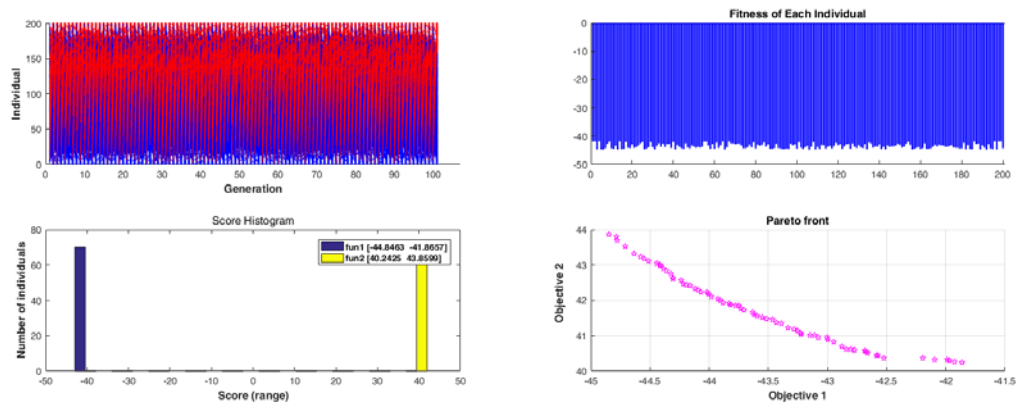 200
150
100
50
0
Individual
0 10 20 30 40 50 60 70 80 90 100
Generation
Fitness of Each Individual
0
-10
-20
-30
-40
-50
0 20 40 60 80 100 120 140 160 180 200
Score Histogram
80
60
40
20
0
Number of individuals
fun1 [-44.8463 -41.8657]
fun2 [40.2425 43.8599]
-50 -40 -30 -20 -10 0 10 20 30 40 50
Score (range)
Pareto front
44
43
42
41
40
Objective 2
-45 -44.5 -44 -43.5 -43 -42.5 -42 -41.5
Objective 1